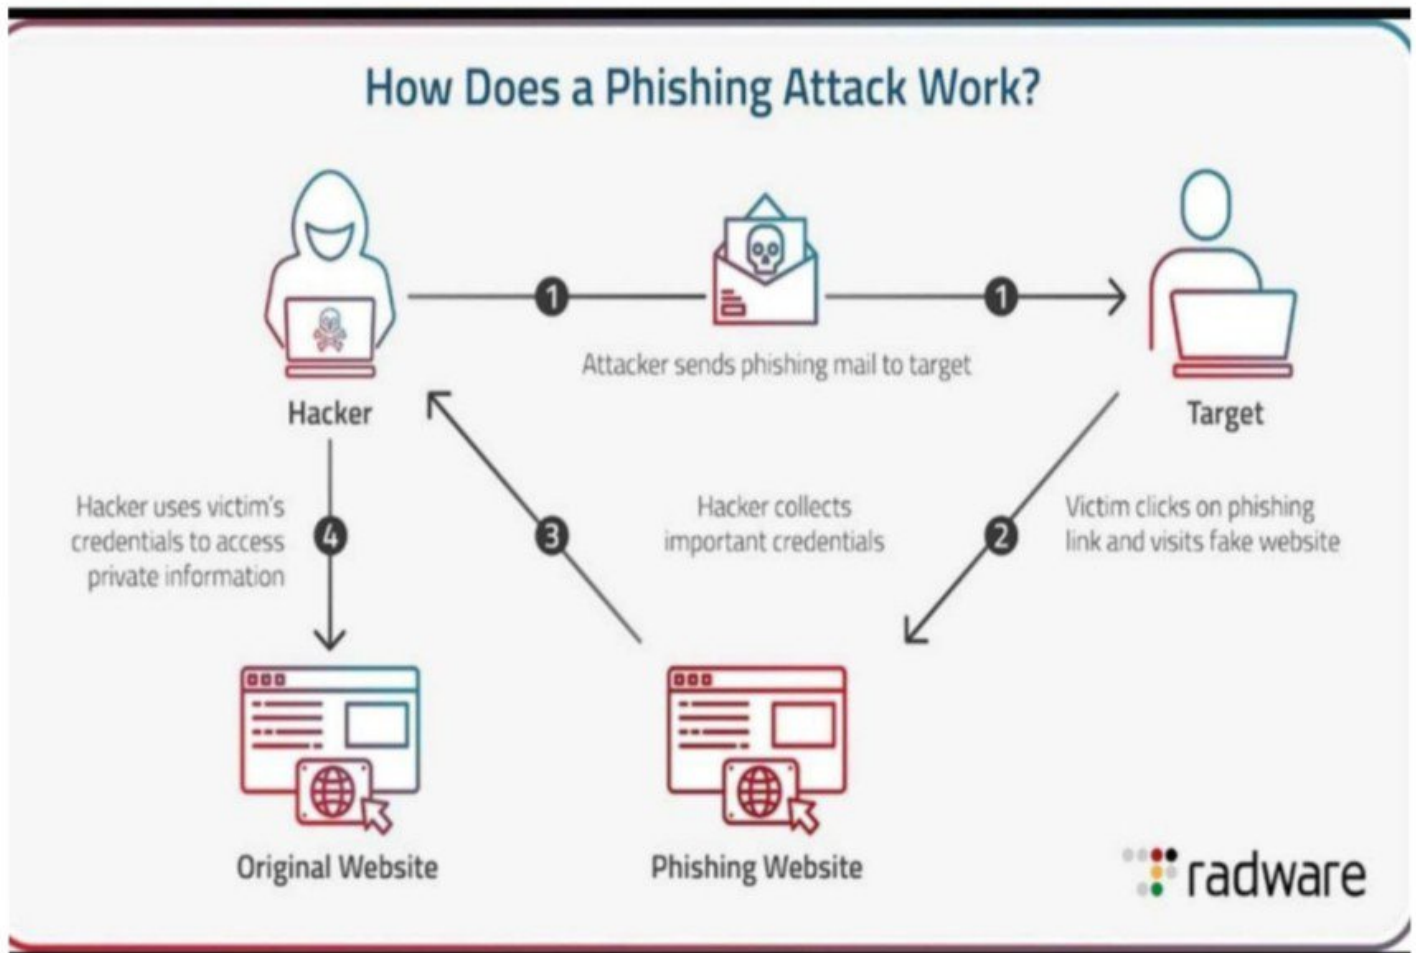 How Does a Phishing Attack Work?
1
1
Attacker sends phishing mail to target
Hacker
Target
Hacker uses victim's
credentials to access
private information
4
3
Hacker collects
important credentials
2
Victim clicks on phishing
link and visits fake website
Original Website
Phishing Website
radware